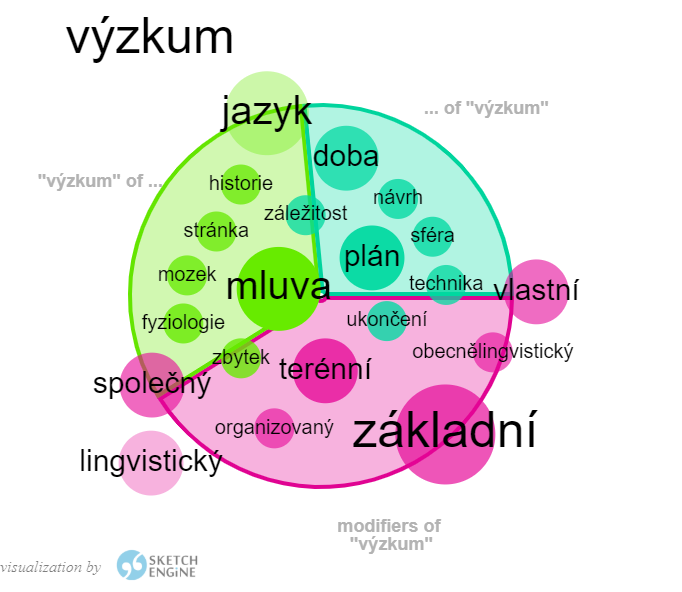 výzkum
jazyk
... of "výzkum"
doba
"výzkum" of ...
historie
návrh
záležitost
stránka
sféra
plán
mozek
technika
mluva
vlastní
fyziologie
ukončení
zbytek
obecnělingvistický
terénní
společný
organizovaný
základní
lingvistický
modifiers of
"výzkum"
visualization by
SKETCH
ENGINE